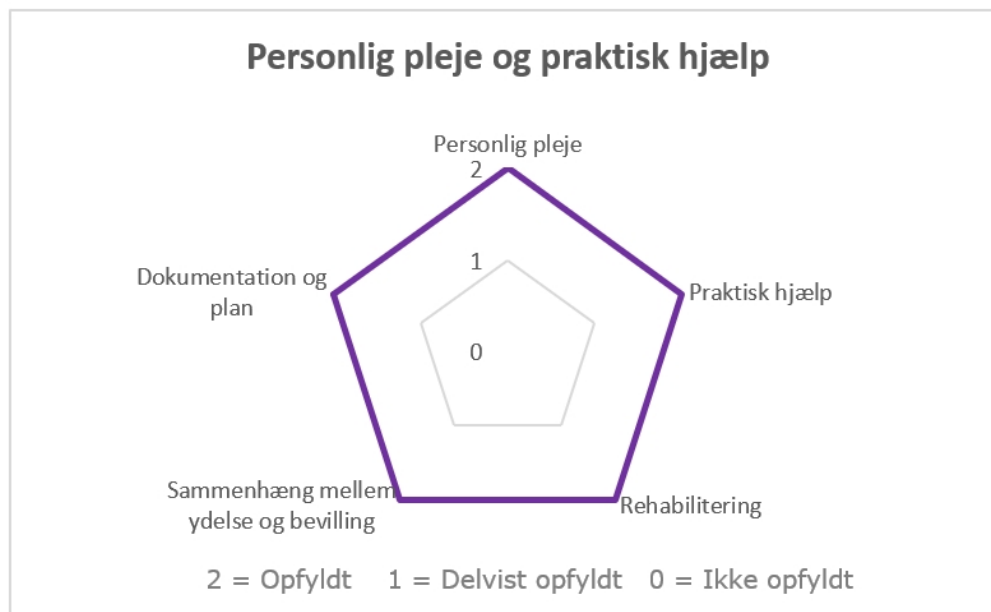 Personlig pleje og praktisk hjælp
Personlig pleje
2
1
0
Praktisk hjælp
Rehabilitering
Sammenhæng mellem
ydelse og bevilling
Dokumentation og
plan
2 = Opfyldt 1 = Delvist opfyldt 0 = Ikke opfyldt